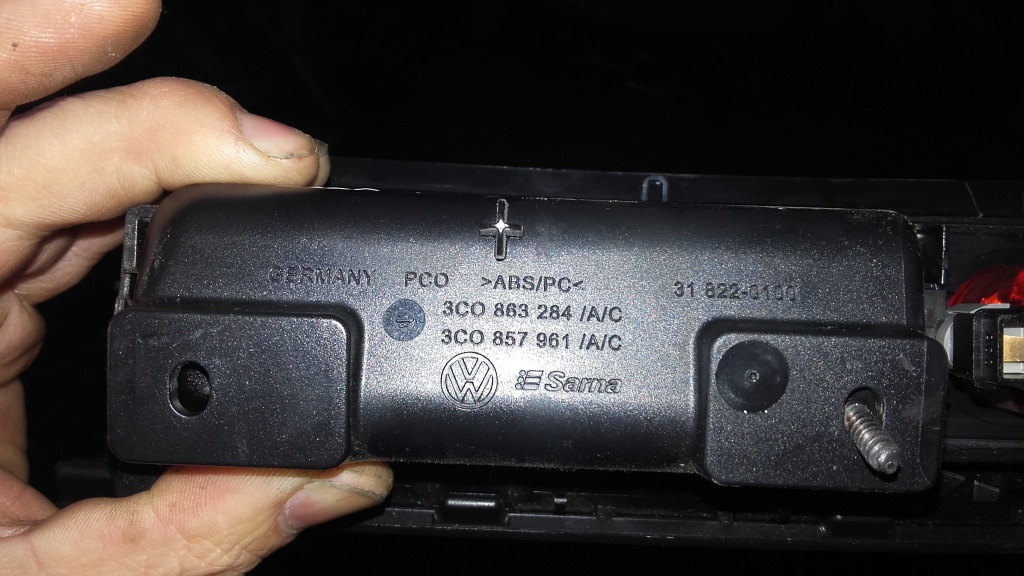 GERMANY PCO >ABS/PC< 31 822-0100
3CO 863 284 /A/C
3CO 857 961 /A/C
VW Sarna